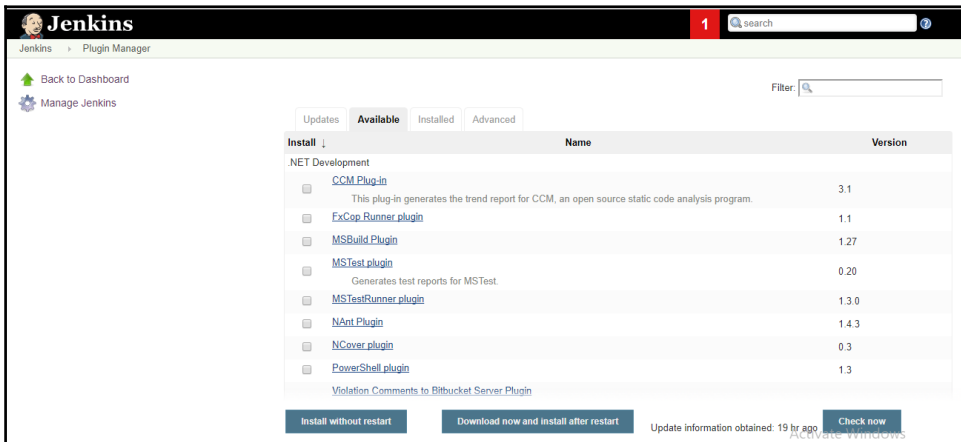 Jenkins
1
search
Jenkins Plugin Manager
Back to Dashboard
Manage Jenkins
Filter:
Updates Available Installed Advanced
Install ↓ Name Version
.NET Development
CCM Plug-in 3.1
This plug-in generates the trend report for CCM, an open source static code analysis program.
FxCop Runner plugin 1.1
MSBuild Plugin 1.27
MSTest plugin 0.20
Generates test reports for MSTest.
MSTestRunner plugin 1.3.0
NAnt Plugin 1.4.3
NCover plugin 0.3
PowerShell plugin 1.3
Violation Comments to Bitbucket Server Plugin
Install without restart Download now and install after restart Update information obtained: 19 hr ago Check now
Activate Windows